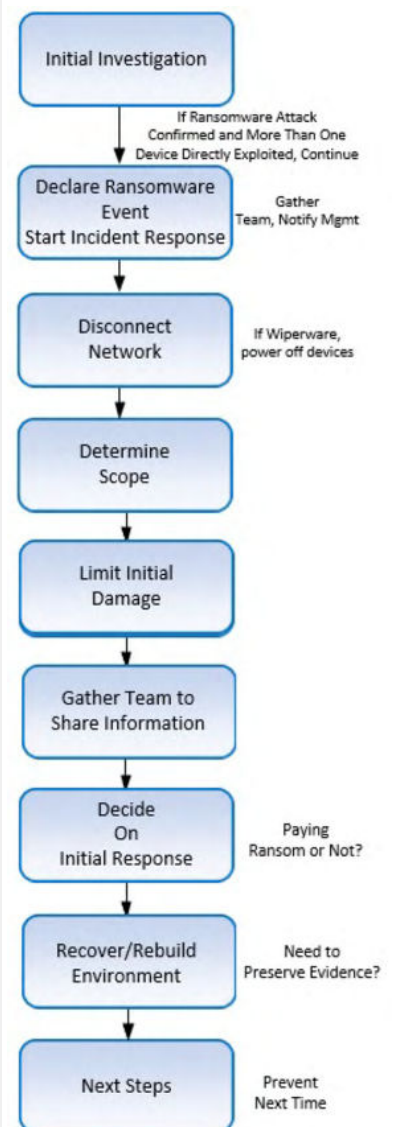 Initial Investigation
If Ransomware Attack
Confirmed and More Than One
Device Directly Exploited, Continue
Declare Ransomware
Event
Start Incident Response
Gather
Team, Notify Mgmt
Disconnect
Network
If Wiperware,
power off devices
Determine
Scope
Limit Initial
Damage
Gather Team to
Share Information
Decide
On
Initial Response
Paying
Ransom or Not?
Recover/Rebuild
Environment
Need to
Preserve Evidence?
Next Steps
Prevent
Next Time